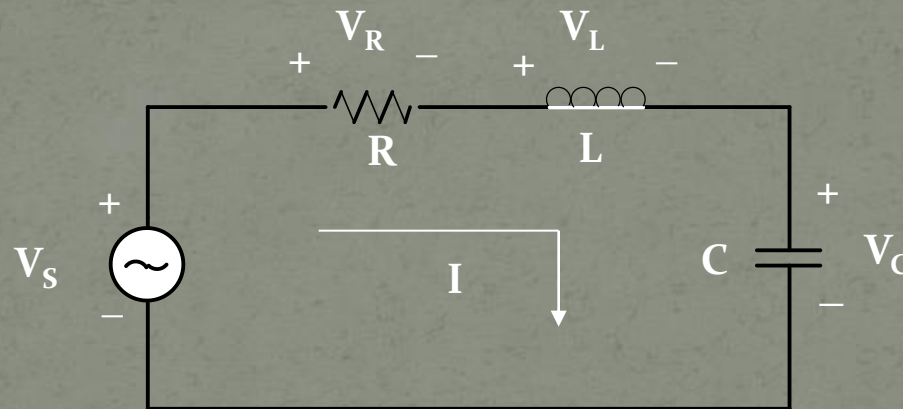 V_R V_L
+ − + −
R L
+ +
V_S C V_C
I
− −